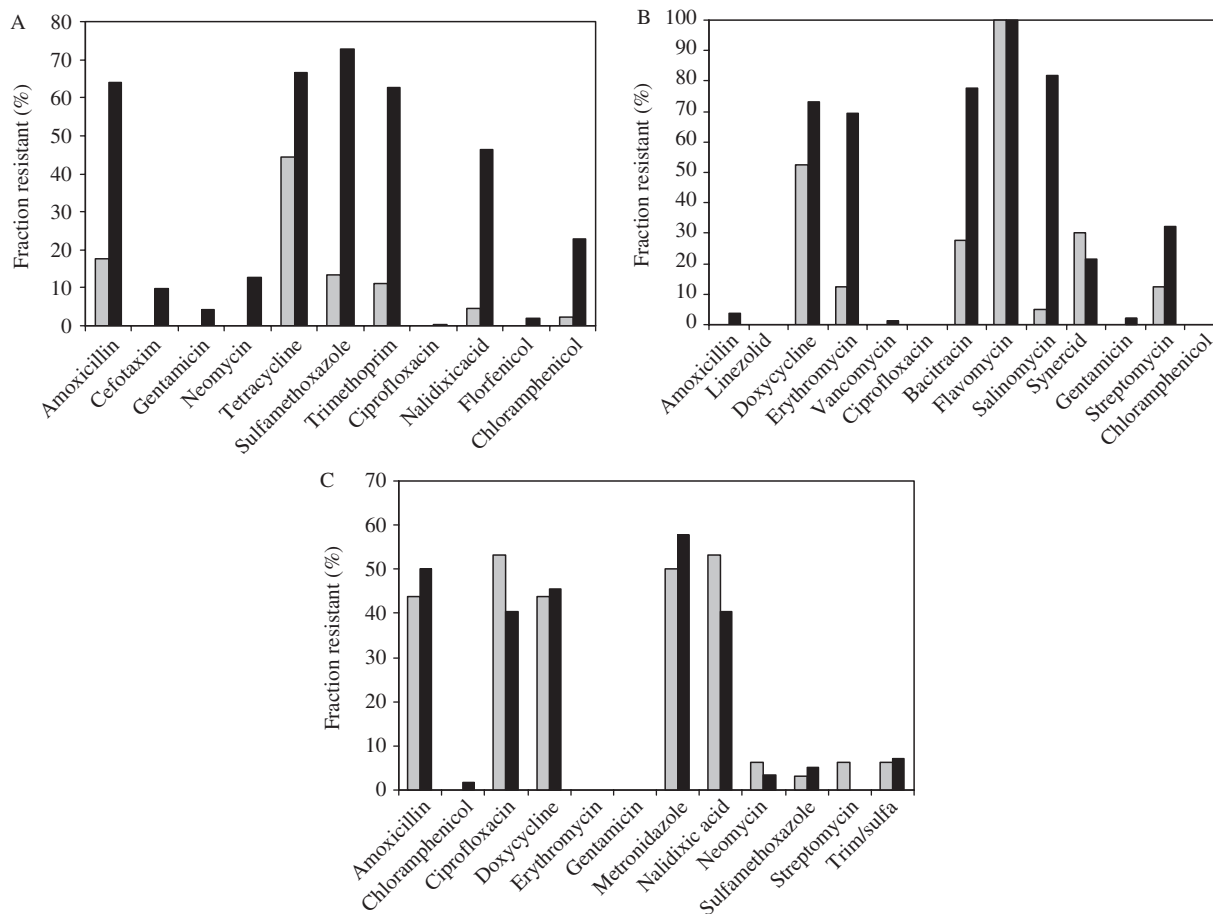 A
Fraction resistant (%)
80
70
60
50
40
30
20
10
0
Amoxicillin
Cefotaxim
Gentamicin
Neomycin
Tetracycline
Sulfamethoxazole
Trimethoprim
Ciprofloxacin
Nalidixicacid
Florfenicol
Chloramphenicol
B
Fraction resistant (%)
100
90
80
70
60
50
40
30
20
10
0
Amoxicillin
Linezolid
Doxycycline
Erythromycin
Vancomycin
Ciprofloxacin
Bacitracin
Flavomycin
Salinomycin
Synercid
Gentamicin
Streptomycin
Chloramphenicol
C
Fraction resistant (%)
70
60
50
40
30
20
10
0
Amoxicillin
Chloramphenicol
Ciprofloxacin
Doxycycline
Erythromycin
Gentamicin
Metronidazole
Nalidixic acid
Neomycin
Sulfamethoxazole
Streptomycin
Trim/sulfa